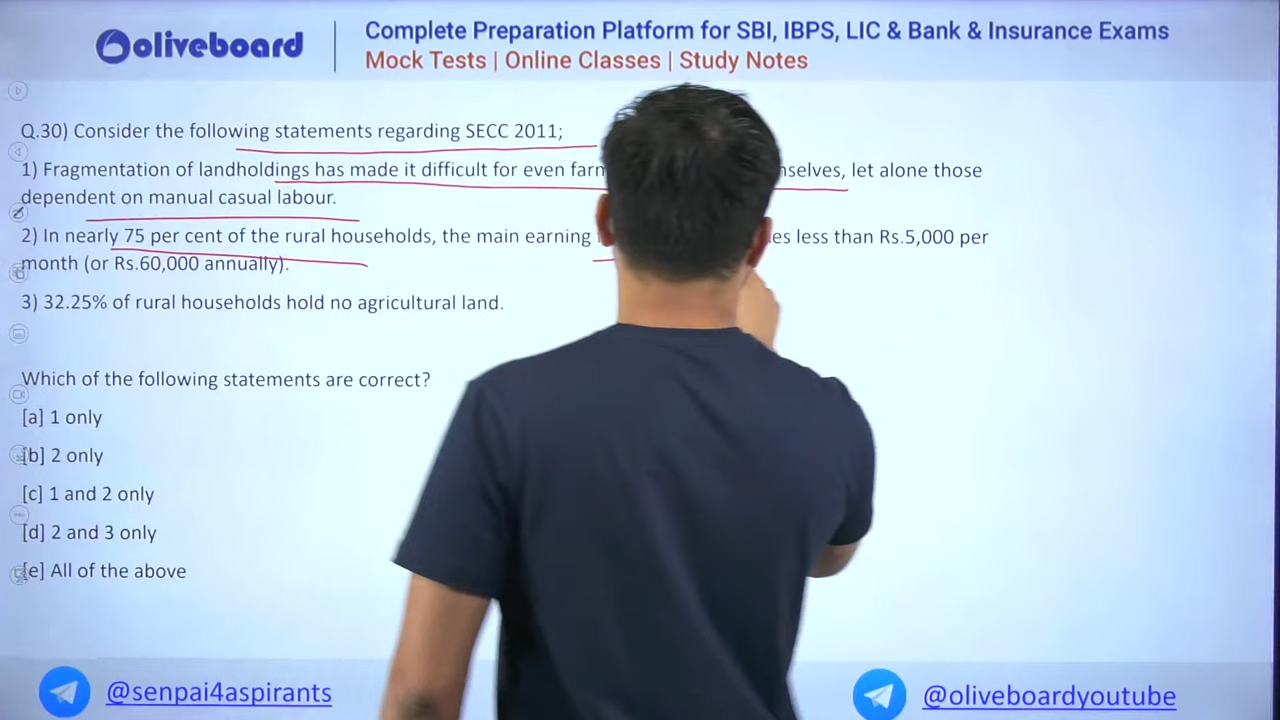 oliveboard
Complete Preparation Platform for SBI, IBPS, LIC & Bank & Insurance Exams
Mock Tests | Online Classes | Study Notes
Q.30) Consider the following statements regarding SECC 2011;
1) Fragmentation of landholdings has made it difficult for even let alone those
dependent on manual casual labour.
2) In nearly 75 per cent of the rural households, the main earning less than Rs.5,000 per
month (or Rs.60,000 annually).
3) 32.25% of rural households hold no agricultural land.
Which of the following statements are correct?
[a] 1 only
[b] 2 only
[c] 1 and 2 only
[d] 2 and 3 only
[e] All of the above
@senpai4aspirants
@oliveboardyoutube